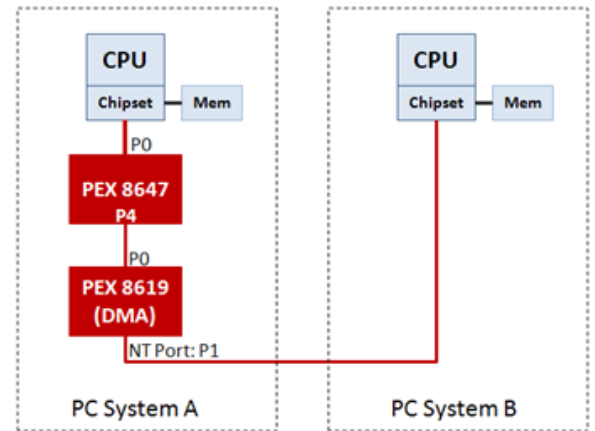 CPU
Chipset
Mem
P0
PEX 8647
P4
P0
PEX 8619
(DMA)
NT Port: P1
PC System A
CPU
Chipset
Mem
PC System B